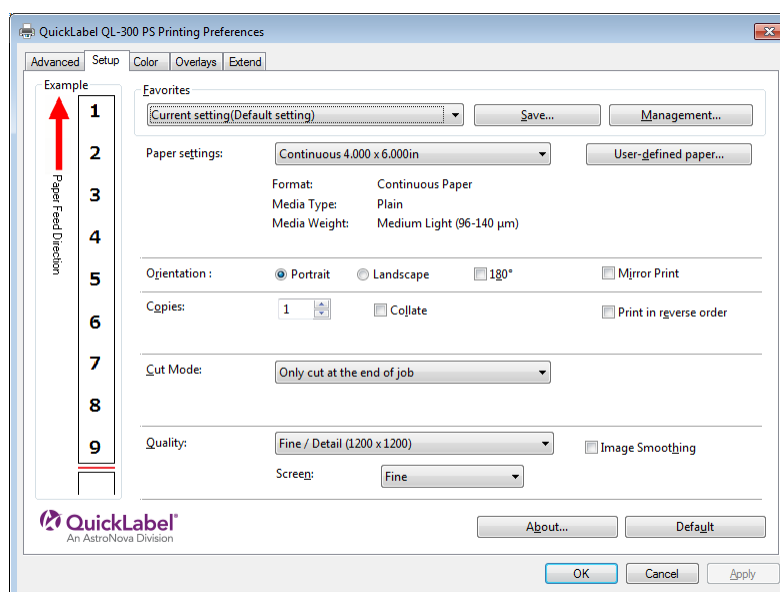 QuickLabel QL-300 PS Printing Preferences
Advanced Setup Color Overlays Extend
Example
Paper Feed Direction
1
2
3
4
5
6
7
8
9
Favorites
Current setting(Default setting) Save... Management...
Paper settings: Continuous 4.000 x 6.000in User-defined paper...
Format: Continuous Paper
Media Type: Plain
Media Weight: Medium Light (96-140 μm)
Orientation : Portrait Landscape 180° Mirror Print
Copies: 1 Collate Print in reverse order
Cut Mode: Only cut at the end of job
Quality: Fine / Detail (1200 x 1200) Image Smoothing
Screen: Fine
QuickLabel®
An AstroNova Division
About... Default
OK Cancel Apply